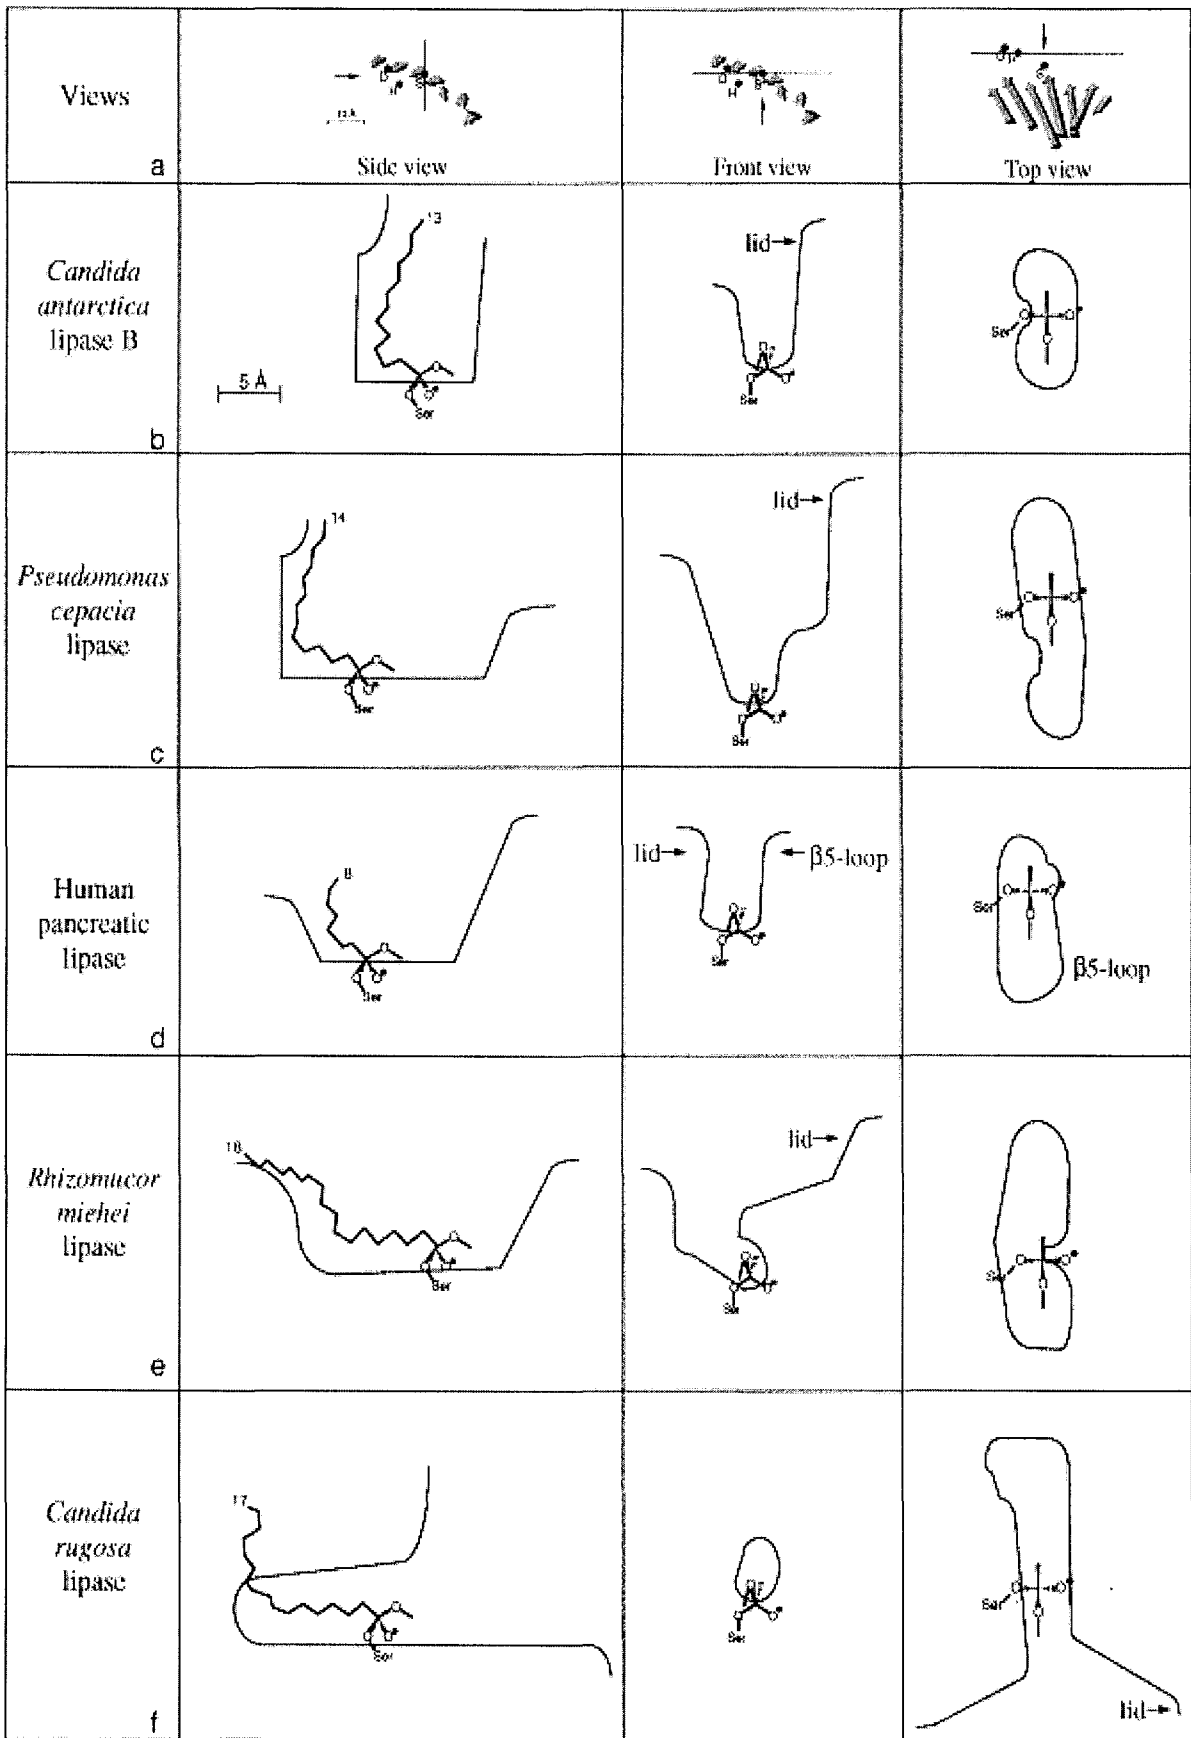 Views
a
Side view
Front view
Top view
Candida
antarctica
lipase B
b
13
5 Å
Ser
lid
Ser
Ser
Pseudomonas
cepacia
lipase
c
14
Ser
lid
Ser
Ser
Human
pancreatic
lipase
d
8
Ser
lid
β5-loop
Ser
Ser
β5-loop
Rhizomucor
miehei
lipase
e
18
Ser
lid
Ser
Ser
Candida
rugosa
lipase
f
17
Ser
Ser
Ser
lid